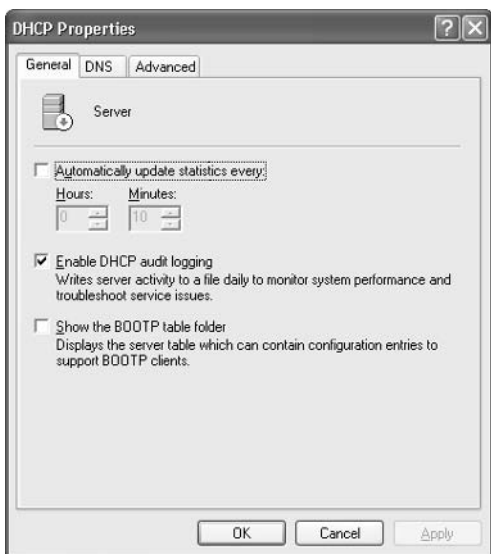 DHCP Properties
General DNS Advanced
Server
Automatically update statistics every:
Hours: Minutes:
0 10
Enable DHCP audit logging
Writes server activity to a file daily to monitor system performance and
troubleshoot service issues.
Show the BOOTP table folder
Displays the server table which can contain configuration entries to
support BOOTP clients.
OK Cancel Apply